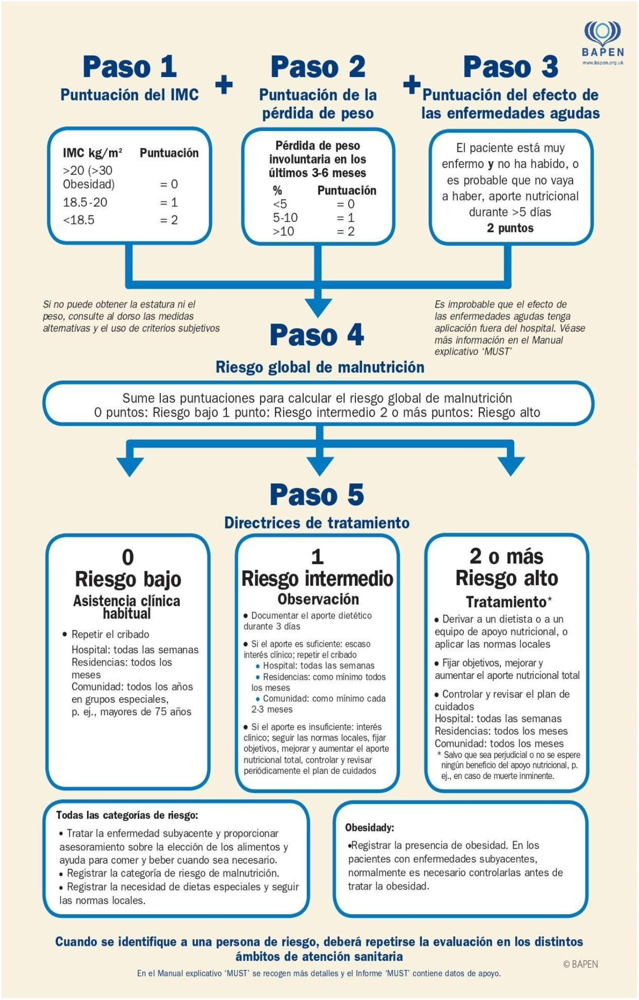 BAPEN
www.bapen.org.uk
Paso 1
Puntuación del IMC
+
Paso 2
Puntuación de la
pérdida de peso
+
Paso 3
Puntuación del efecto de
las enfermedades agudas
IMC kg/m² Puntuación
>20 (>30
Obesidad) = 0
18.5-20 = 1
<18.5 = 2
Pérdida de peso
involuntaria en los
últimos 3-6 meses
% Puntuación
<5 = 0
5-10 = 1
>10 = 2
El paciente está muy
enfermo y no ha habido, o
es probable que no vaya
a haber, aporte nutricional
durante >5 días
2 puntos
Si no puede obtener la estatura ni el
peso, consulte al dorso las medidas
alternativas y el uso de criterios subjetivos
Es improbable que el efecto de
las enfermedades agudas tenga
aplicación fuera del hospital. Véase
más información en el Manual
explicativo ‘MUST’
Paso 4
Riesgo global de malnutrición
Sume las puntuaciones para calcular el riesgo global de malnutrición
0 puntos: Riesgo bajo 1 punto: Riesgo intermedio 2 o más puntos: Riesgo alto
Paso 5
Directrices de tratamiento
0
Riesgo bajo
Asistencia clínica
habitual
• Repetir el cribado
Hospital: todas las semanas
Residencias: todos los
meses
Comunidad: todos los años
en grupos especiales,
p. ej., mayores de 75 años
1
Riesgo intermedio
Observación
• Documentar el aporte dietético
durante 3 días
• Si el aporte es suficiente: escaso
interés clínico; repetir el cribado
• Hospital: todas las semanas
• Residencias: como mínimo todos
los meses
• Comunidad: como mínimo cada
2-3 meses
• Si el aporte es insuficiente: interés
clínico; seguir las normas locales, fijar
objetivos, mejorar y aumentar el aporte
nutricional total, controlar y revisar
periódicamente el plan de cuidados
2 o más
Riesgo alto
Tratamiento*
• Derivar a un dietista o a un
equipo de apoyo nutricional, o
aplicar las normas locales
• Fijar objetivos, mejorar y
aumentar el aporte nutricional total
• Controlar y revisar el plan de
cuidados
Hospital: todas las semanas
Residencias: todos los meses
Comunidad: todos los meses
* Salvo que sea perjudicial o no se espere
ningún beneficio del apoyo nutricional, p.
ej., en caso de muerte inminente.
Todas las categorías de riesgo:
• Tratar la enfermedad subyacente y proporcionar
asesoramiento sobre la elección de los alimentos y
ayuda para comer y beber cuando sea necesario.
• Registrar la categoría de riesgo de malnutrición.
• Registrar la necesidad de dietas especiales y seguir
las normas locales.
Obesidady:
•Registrar la presencia de obesidad. En los
pacientes con enfermedades subyacentes,
normalmente es necesario controlarlas antes de
tratar la obesidad.
Cuando se identifique a una persona de riesgo, deberá repetirse la evaluación en los distintos
ámbitos de atención sanitaria
© BAPEN
En el Manual explicativo ‘MUST’ se recogen más detalles y el Informe ‘MUST’ contiene datos de apoyo.